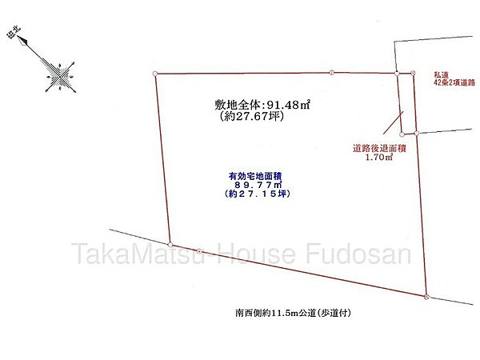 磁北
敷地全体:91.48㎡
(約27.67坪)
私道
42条2項道路
道路後退面積
1.70㎡
有効宅地面積
89.77㎡
(約27.15坪)
TakaMatsu-House Fudosan
南西側約11.5m公道(歩道付)